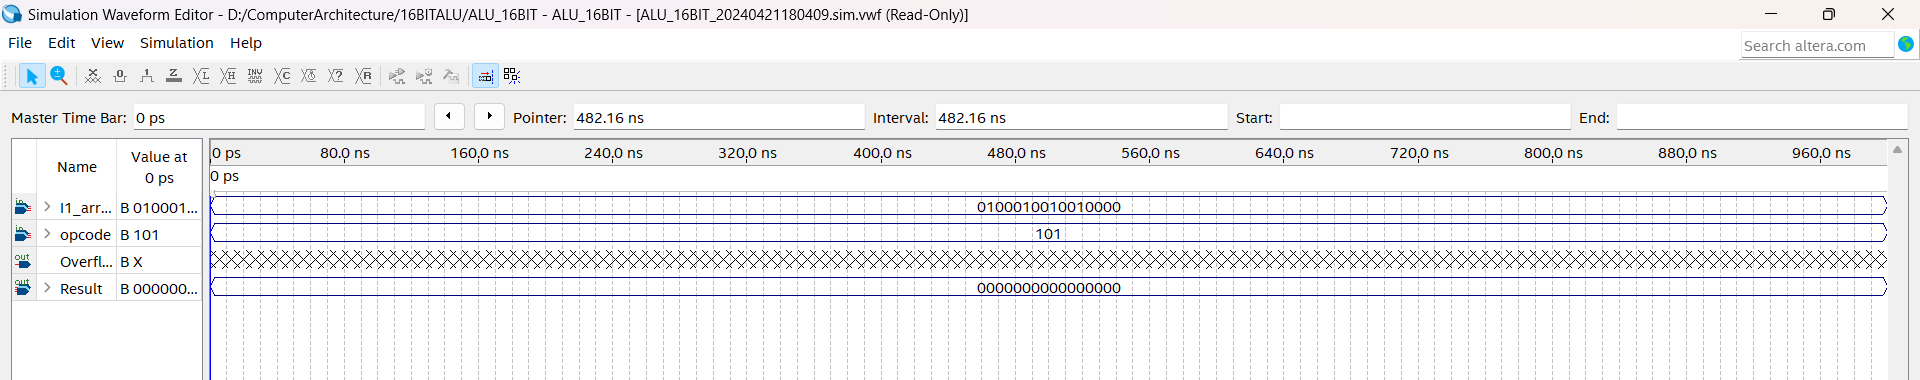 Simulation Waveform Editor - D:/ComputerArchitecture/16BITALU/ALU_16BIT - ALU_16BIT - [ALU_16BIT_20240421180409.sim.vwf (Read-Only)]
File Edit View Simulation Help
Search altera.com
Master Time Bar: 0 ps Pointer: 482.16 ns Interval: 482.16 ns Start: End:
Name Value at 0 ps
0 ps 80.0 ns 160.0 ns 240.0 ns 320.0 ns 400.0 ns 480.0 ns 560.0 ns 640.0 ns 720.0 ns 800.0 ns 880.0 ns 960.0 ns
0 ps
I1_arr... B 010001... 0100010010010000
opcode B 101 101
out Overfl... B X
Result B 000000... 0000000000000000